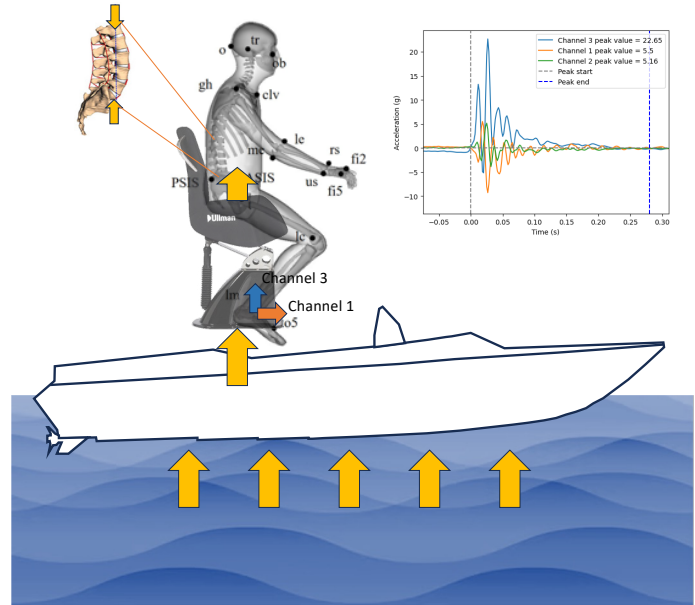 tr
o
ob
gh
clv
le
mc
rs
fi2
us
fi5
PSIS
ASIS
Ullman
lc
Channel 3
lm
Channel 1
to5
Channel 3 peak value = 22.65
Channel 1 peak value = 5.5
Channel 2 peak value = 5.16
Peak start
Peak end
Acceleration (g)
20
15
10
5
0
−5
−10
−0.05
0.00
0.05
0.10
0.15
0.20
0.25
0.30
Time (s)